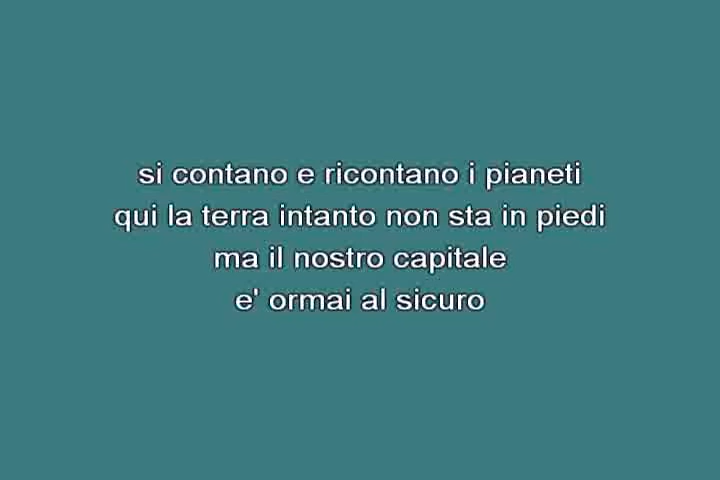 si contano e ricontano i pianeti
qui la terra intanto non sta in piedi
ma il nostro capitale
e' ormai al sicuro